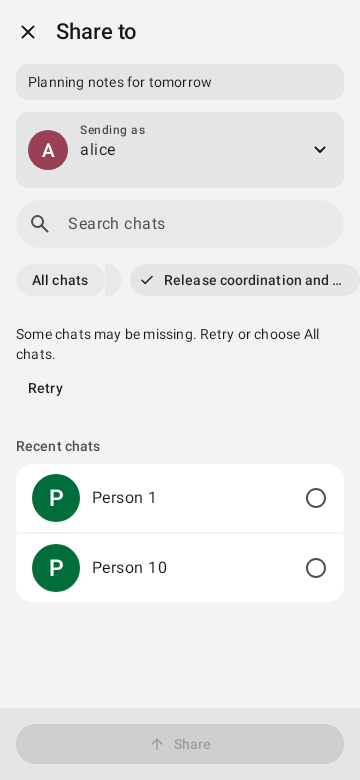 Share to
Planning notes for tomorrow
Sending as
A
alice
Search chats
All chats
Release coordination and ...
Some chats may be missing. Retry or choose All
chats.
Retry
Recent chats
P
Person 1
P
Person 10
Share